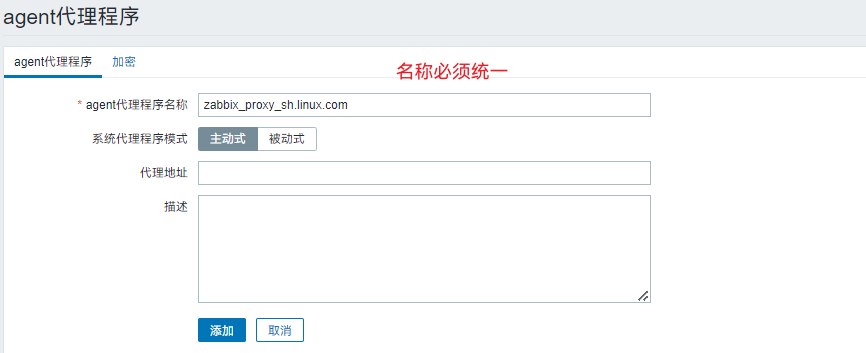 agent代理程序
agent代理程序 加密
名称必须统一
* agent代理程序名称 zabbix_proxy_sh.linux.com
系统代理程序模式 主动式 被动式
代理地址
描述
添加 取消